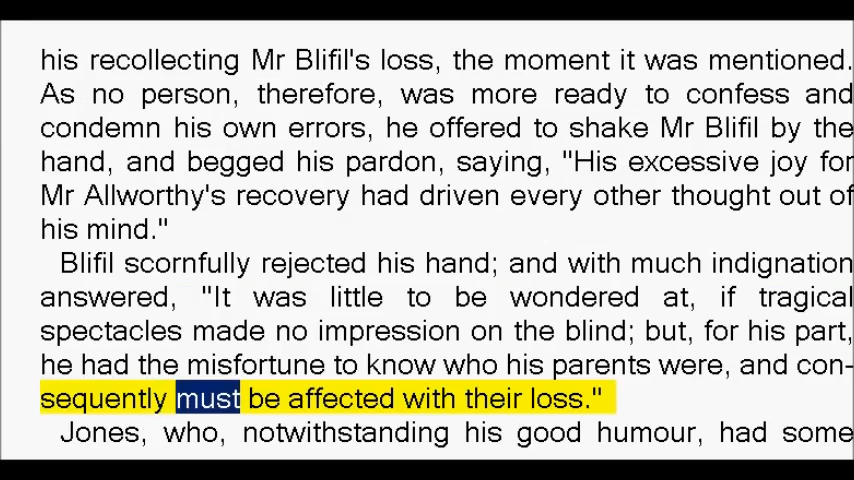 his recollecting Mr Blifil's loss, the moment it was mentioned.
As no person, therefore, was more ready to confess and
condemn his own errors, he offered to shake Mr Blifil by the
hand, and begged his pardon, saying, "His excessive joy for
Mr Allworthy's recovery had driven every other thought out of
his mind."
Blifil scornfully rejected his hand; and with much indignation
answered, "It was little to be wondered at, if tragical
spectacles made no impression on the blind; but, for his part,
he had the misfortune to know who his parents were, and con-
sequently must be affected with their loss."
Jones, who, notwithstanding his good humour, had some